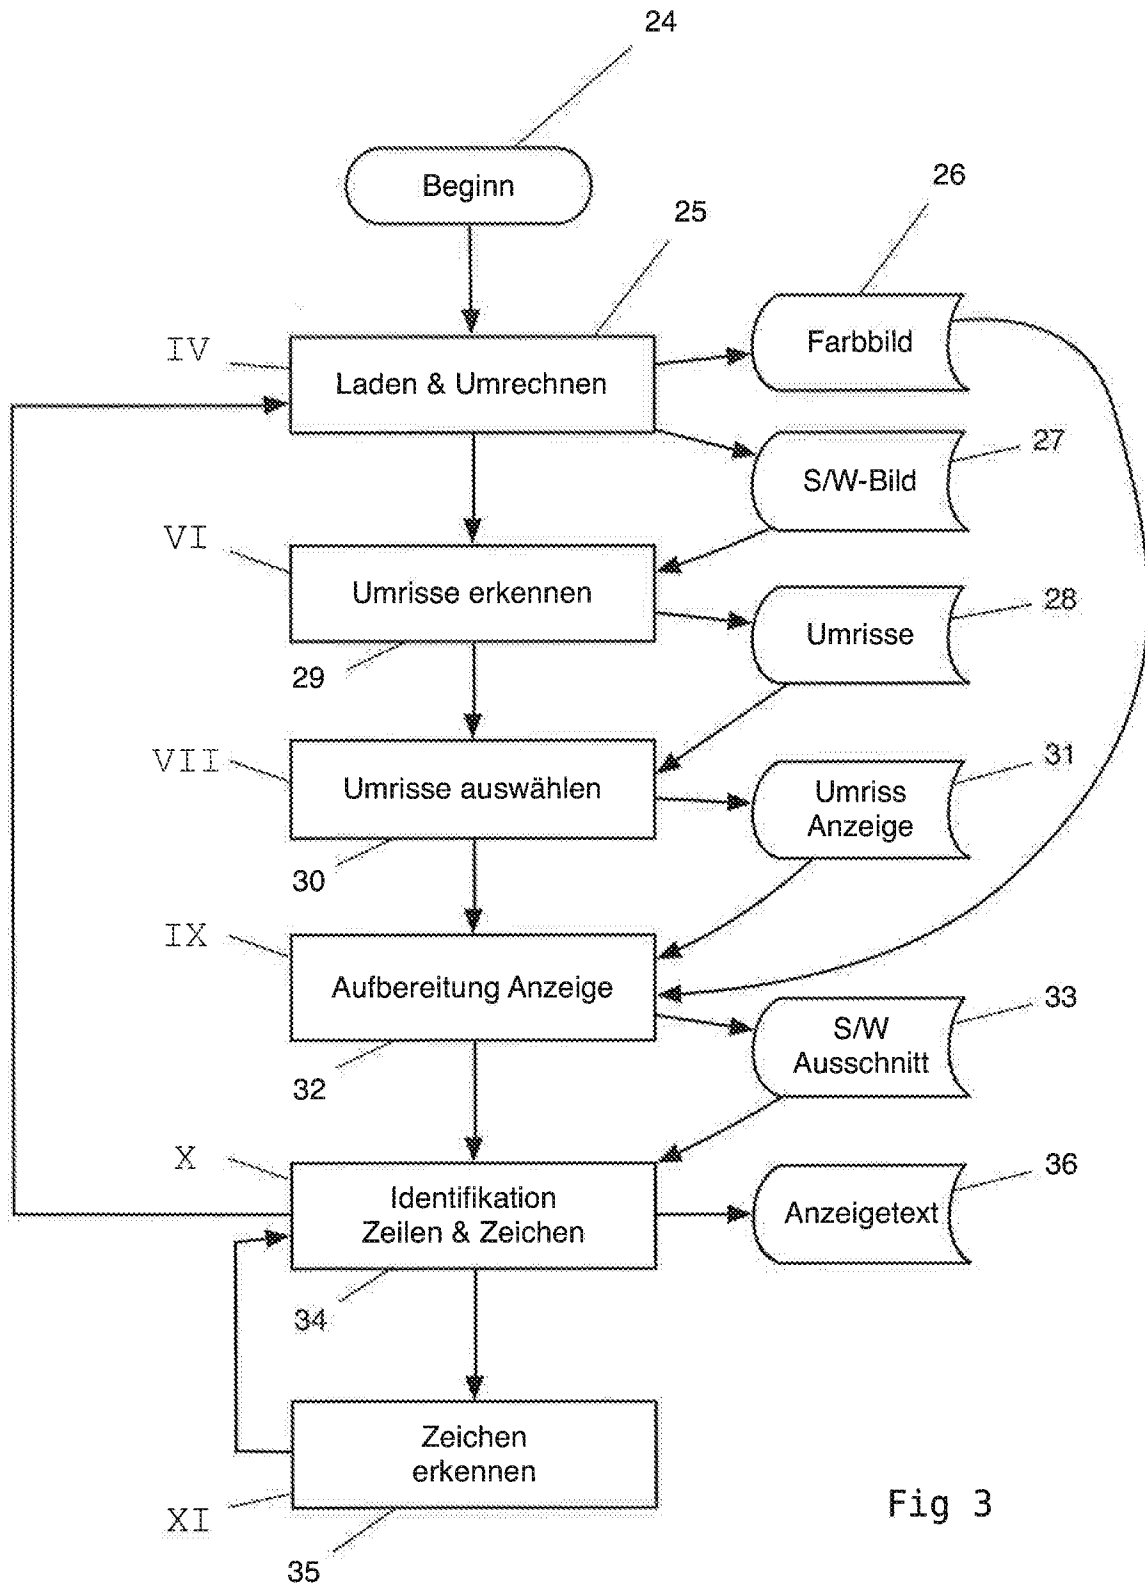 24
Beginn
25
26
IV
Laden & Umrechnen
Farbbild
S/W-Bild
27
VI
Umrisse erkennen
29
Umrisse
28
VII
Umrisse auswählen
30
Umriss
Anzeige
31
IX
Aufbereitung Anzeige
32
S/W
Ausschnitt
33
X
Identifikation
Zeilen & Zeichen
34
Anzeigetext
36
Zeichen
erkennen
XI
35
Fig 3